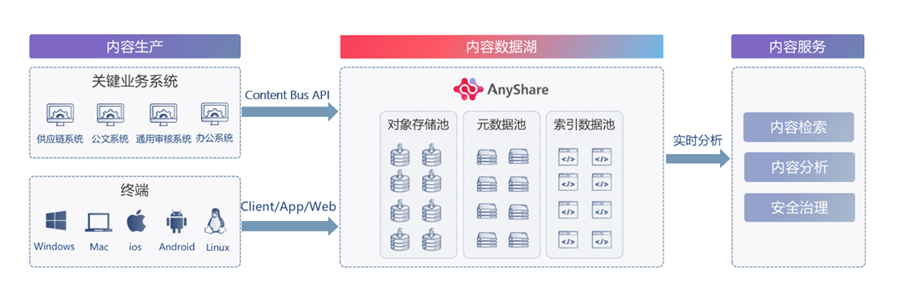 内容生产
内容数据湖
内容服务
关键业务系统
供应链系统 公文系统 通用审核系统 办公系统
Content Bus API
终端
Windows Mac ios Android Linux
Client/App/Web
AnyShare
对象存储池 元数据池 索引数据池
</>
</>
</>
</>
</>
</>
</>
</>
实时分析
内容检索
内容分析
安全治理